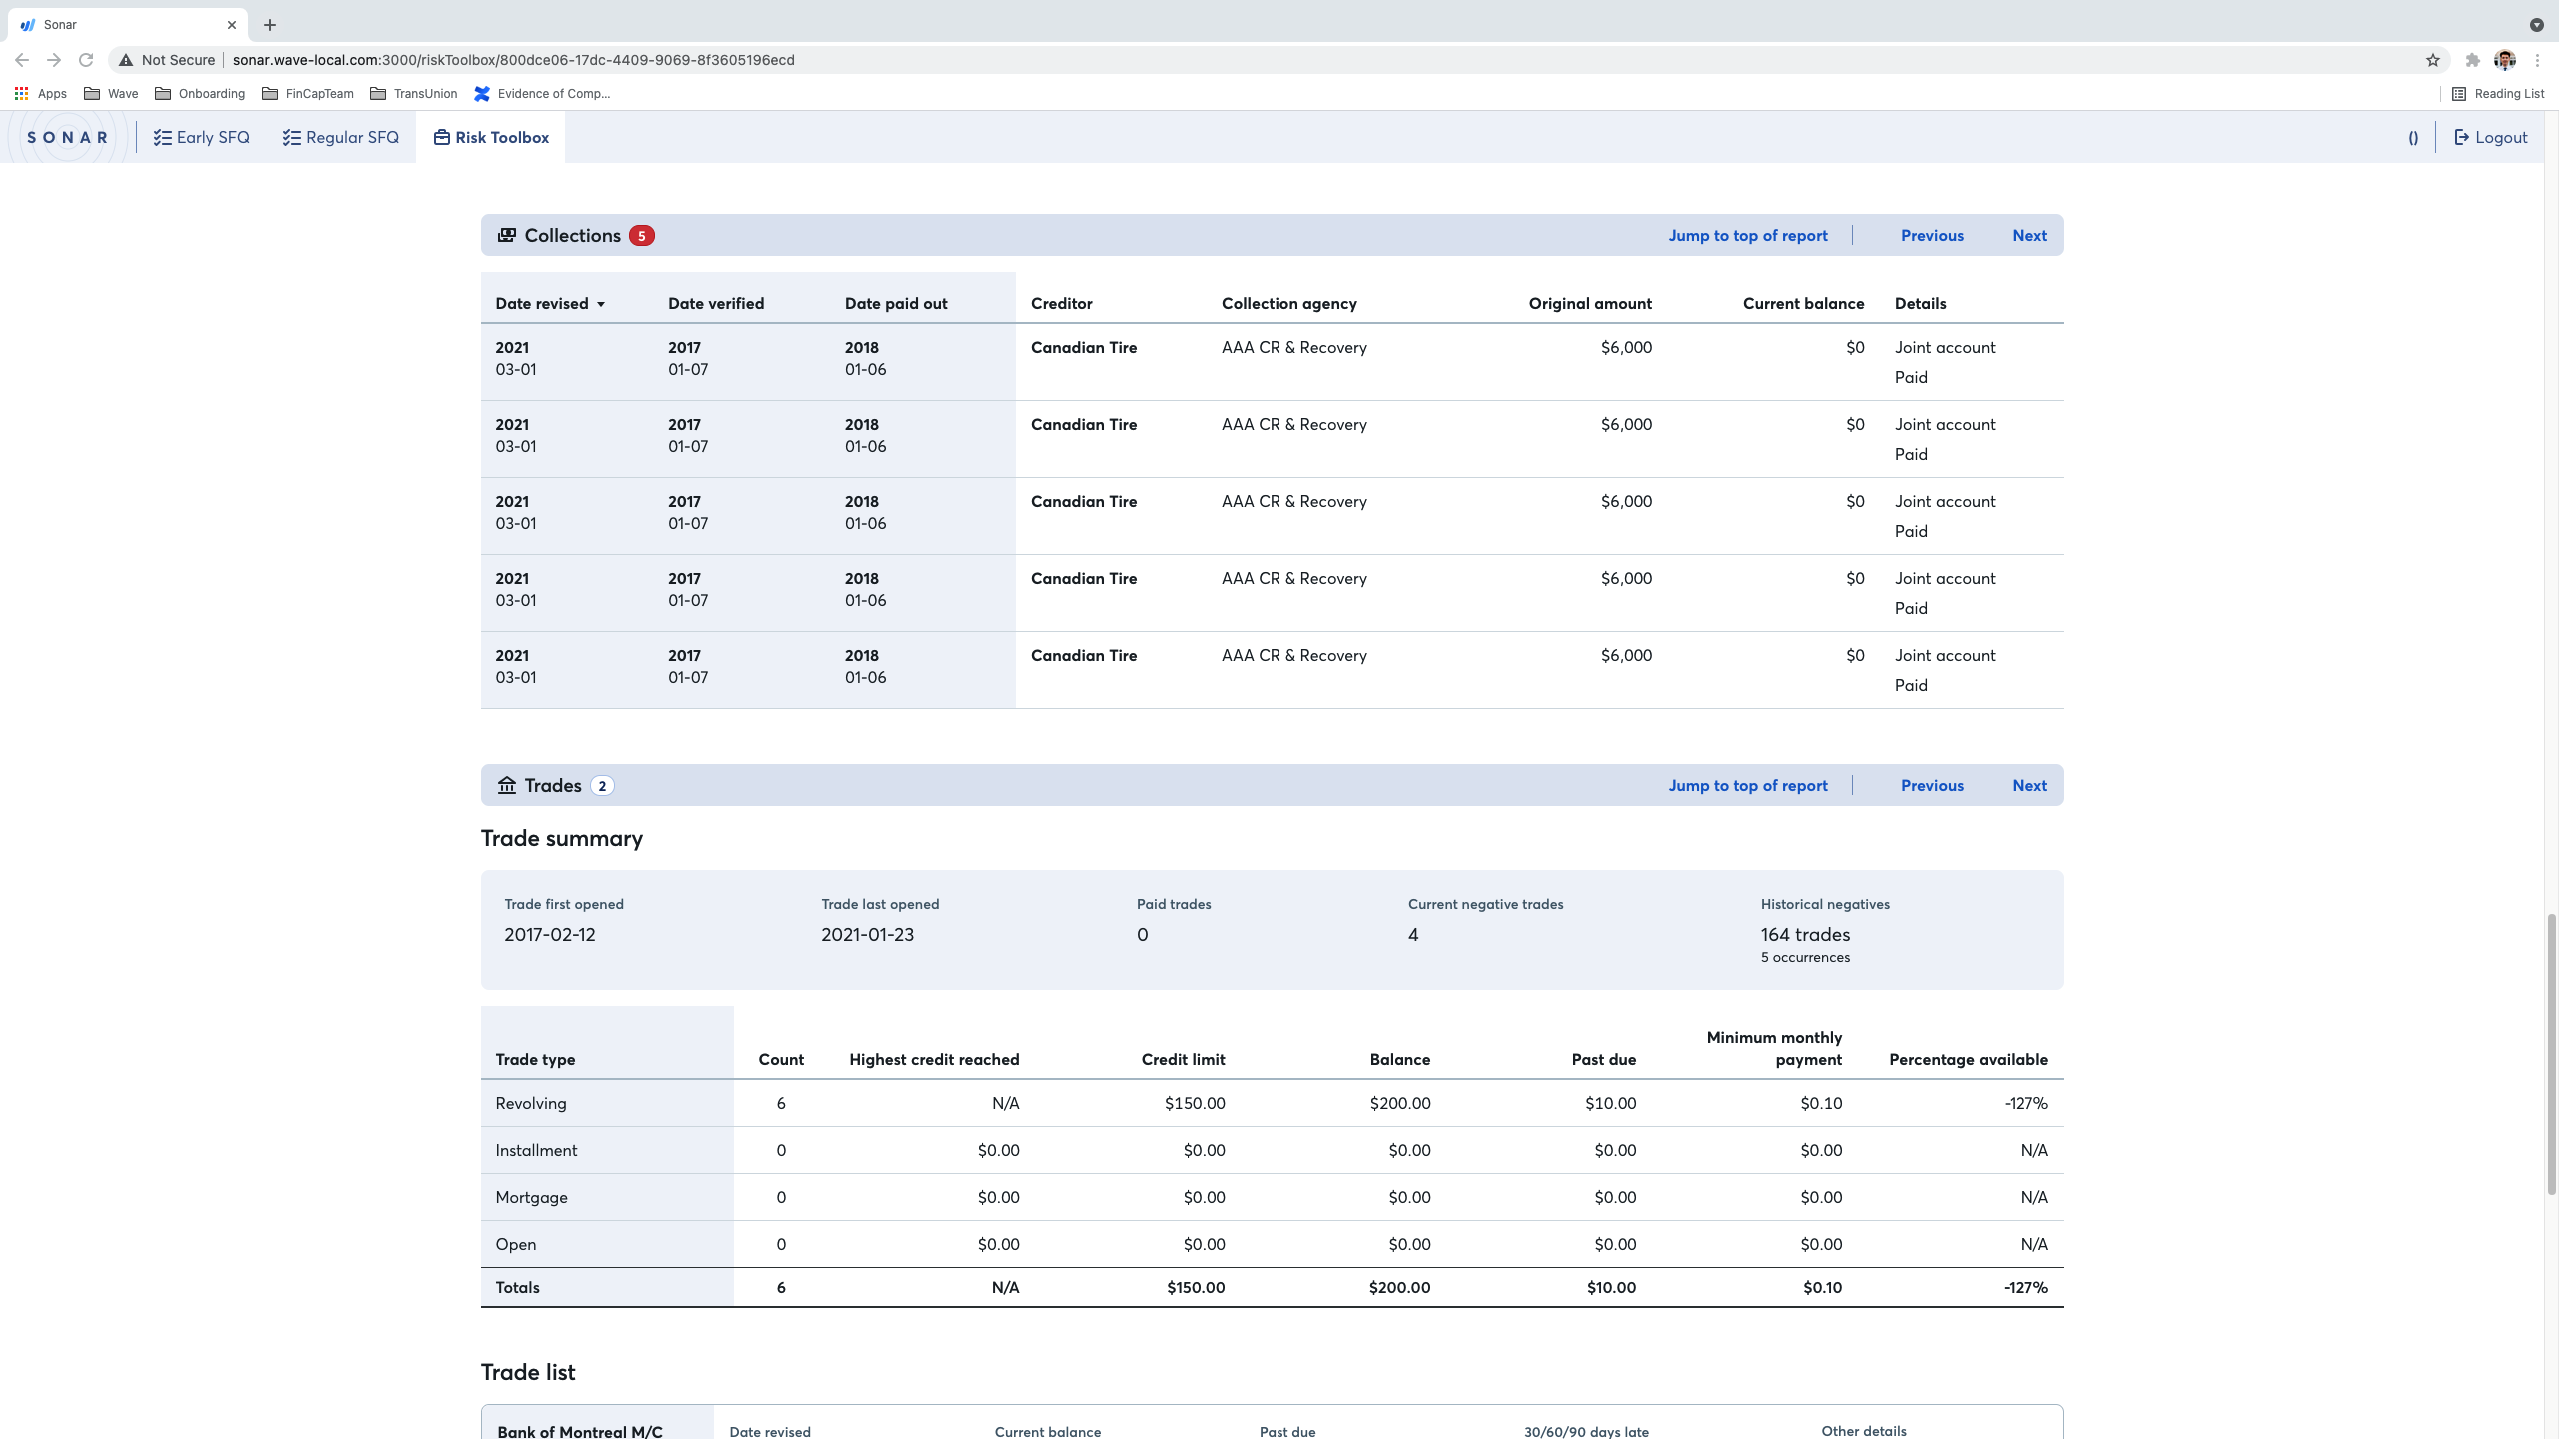 Sonar
Not Secure | sonar.wave-local.com:3000/riskToolbox/800dce06-17dc-4409-9069-8f3605196ecd
Apps Wave Onboarding FinCapTeam TransUnion Evidence of Comp... Reading List
SONAR Early SFQ Regular SFQ Risk Toolbox () Logout
Collections 5 Jump to top of report Previous Next
Date revised Date verified Date paid out Creditor Collection agency Original amount Current balance Details
2021 2017 2018 Canadian Tire AAA CR & Recovery $6,000 $0 Joint account
03-01 01-07 01-06 Paid
2021 2017 2018 Canadian Tire AAA CR & Recovery $6,000 $0 Joint account
03-01 01-07 01-06 Paid
2021 2017 2018 Canadian Tire AAA CR & Recovery $6,000 $0 Joint account
03-01 01-07 01-06 Paid
2021 2017 2018 Canadian Tire AAA CR & Recovery $6,000 $0 Joint account
03-01 01-07 01-06 Paid
2021 2017 2018 Canadian Tire AAA CR & Recovery $6,000 $0 Joint account
03-01 01-07 01-06 Paid
Trades 2 Jump to top of report Previous Next
Trade summary
Trade first opened Trade last opened Paid trades Current negative trades Historical negatives
2017-02-12 2021-01-23 0 4 164 trades
5 occurrences
Minimum monthly
Trade type Count Highest credit reached Credit limit Balance Past due payment Percentage available
Revolving 6 N/A $150.00 $200.00 $10.00 $0.10 -127%
Installment 0 $0.00 $0.00 $0.00 $0.00 $0.00 N/A
Mortgage 0 $0.00 $0.00 $0.00 $0.00 $0.00 N/A
Open 0 $0.00 $0.00 $0.00 $0.00 $0.00 N/A
Totals 6 N/A $150.00 $200.00 $10.00 $0.10 -127%
Trade list
Bank of Montreal M/C Date revised Current balance Past due 30/60/90 days late Other details